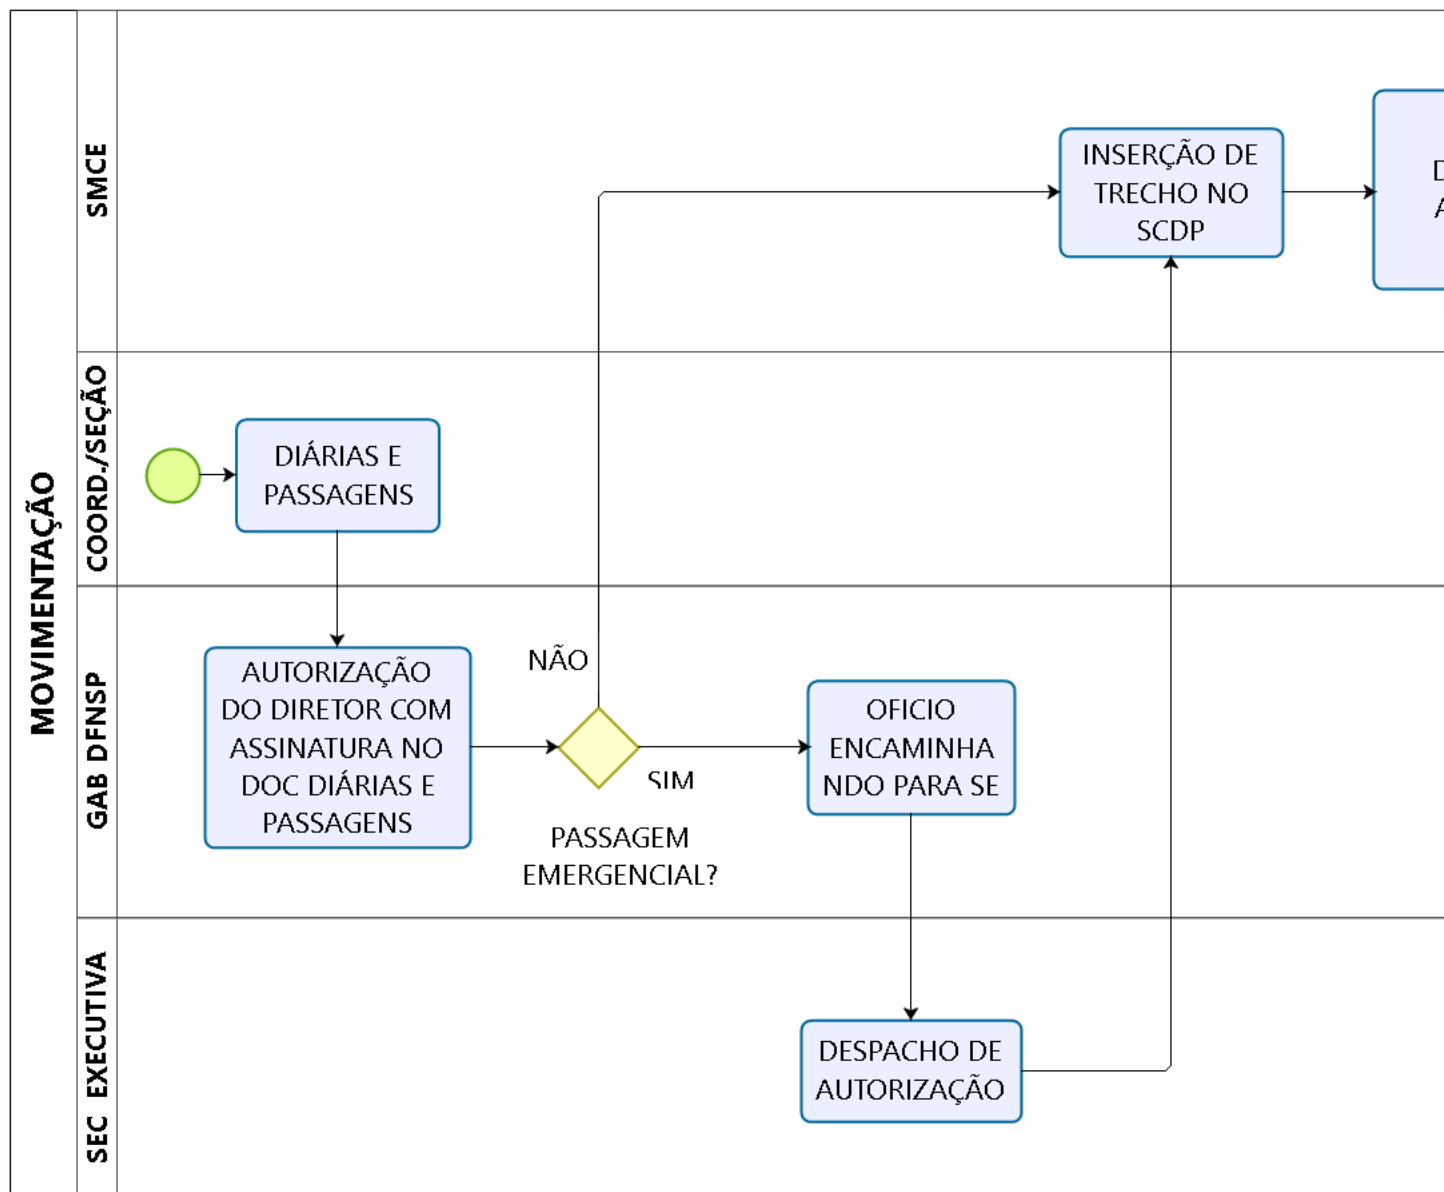 MOVIMENTAÇÃO
SMCE
INSERÇÃO DE
TRECHO NO
SCDP
COORD./SEÇÃO
DIÁRIAS E
PASSAGENS
GAB DFNSP
AUTORIZAÇÃO
DO DIRETOR COM
ASSINATURA NO
DOC DIÁRIAS E
PASSAGENS
NÃO
SIM
PASSAGEM
EMERGENCIAL?
OFICIO
ENCAMINHA
NDO PARA SE
SEC EXECUTIVA
DESPACHO DE
AUTORIZAÇÃO